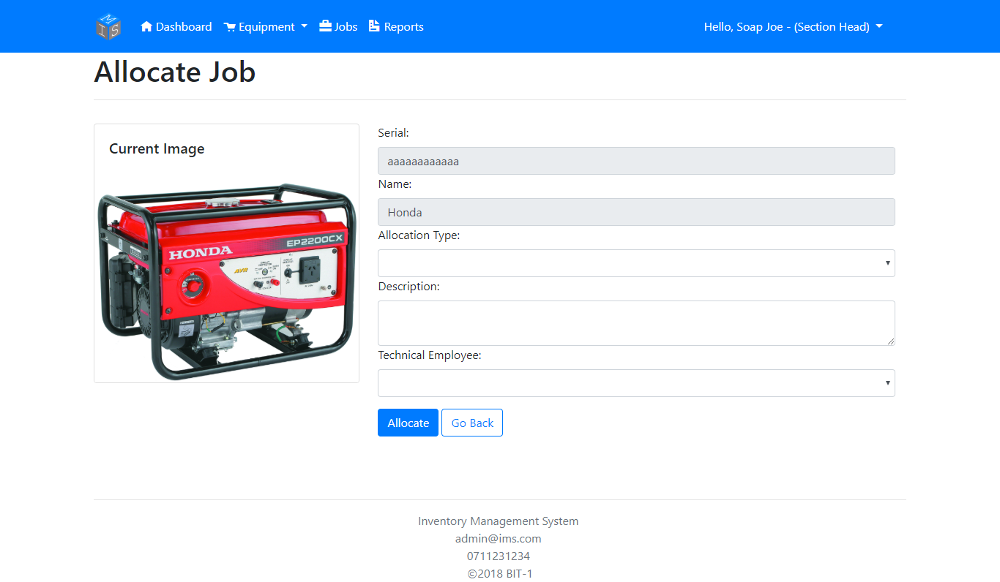 M
I S
Dashboard
Equipment
Jobs
Reports
Hello, Soap Joe - (Section Head)
Allocate Job
Current Image
EP2200CX
HONDA
AVR
Serial:
aaaaaaaaaaaa
Name:
Honda
Allocation Type:
Description:
Technical Employee:
Allocate
Go Back
Inventory Management System
admin@ims.com
0711231234
©2018 BIT-1